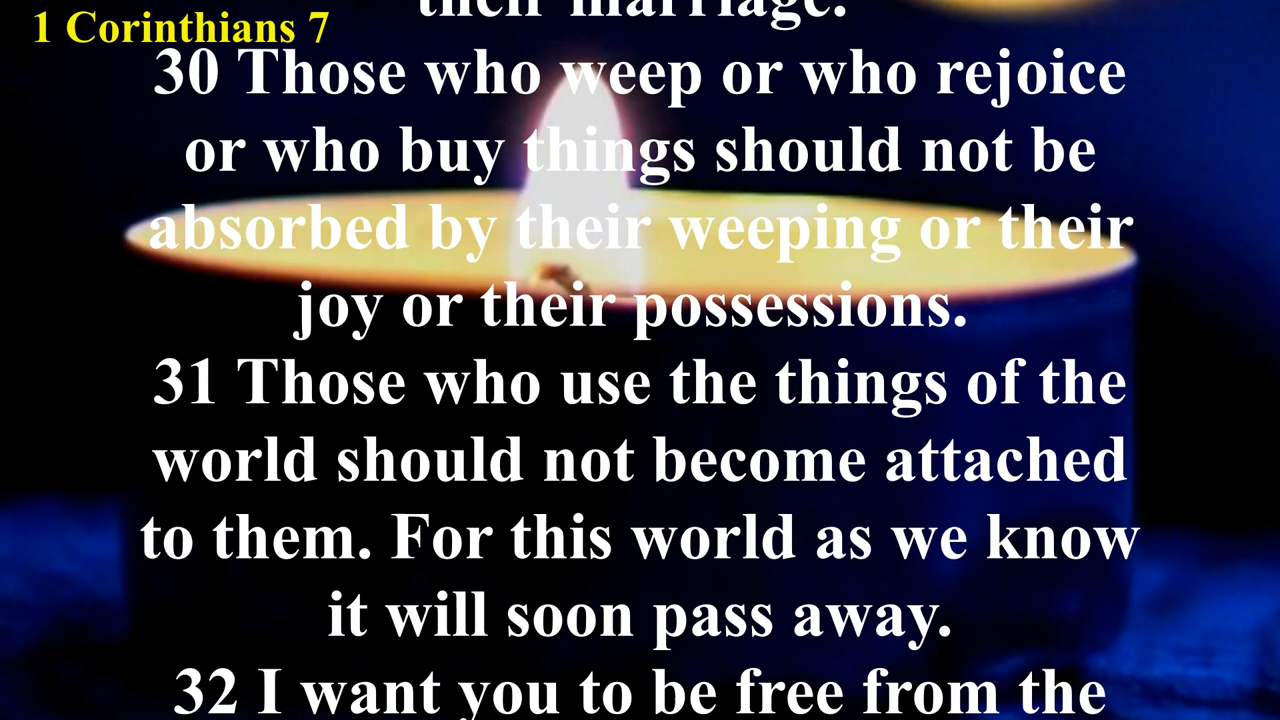 their marriage.
1 Corinthians 7
30 Those who weep or who rejoice
or who buy things should not be
absorbed by their weeping or their
joy or their possessions.
31 Those who use the things of the
world should not become attached
to them. For this world as we know
it will soon pass away.
32 I want you to be free from the